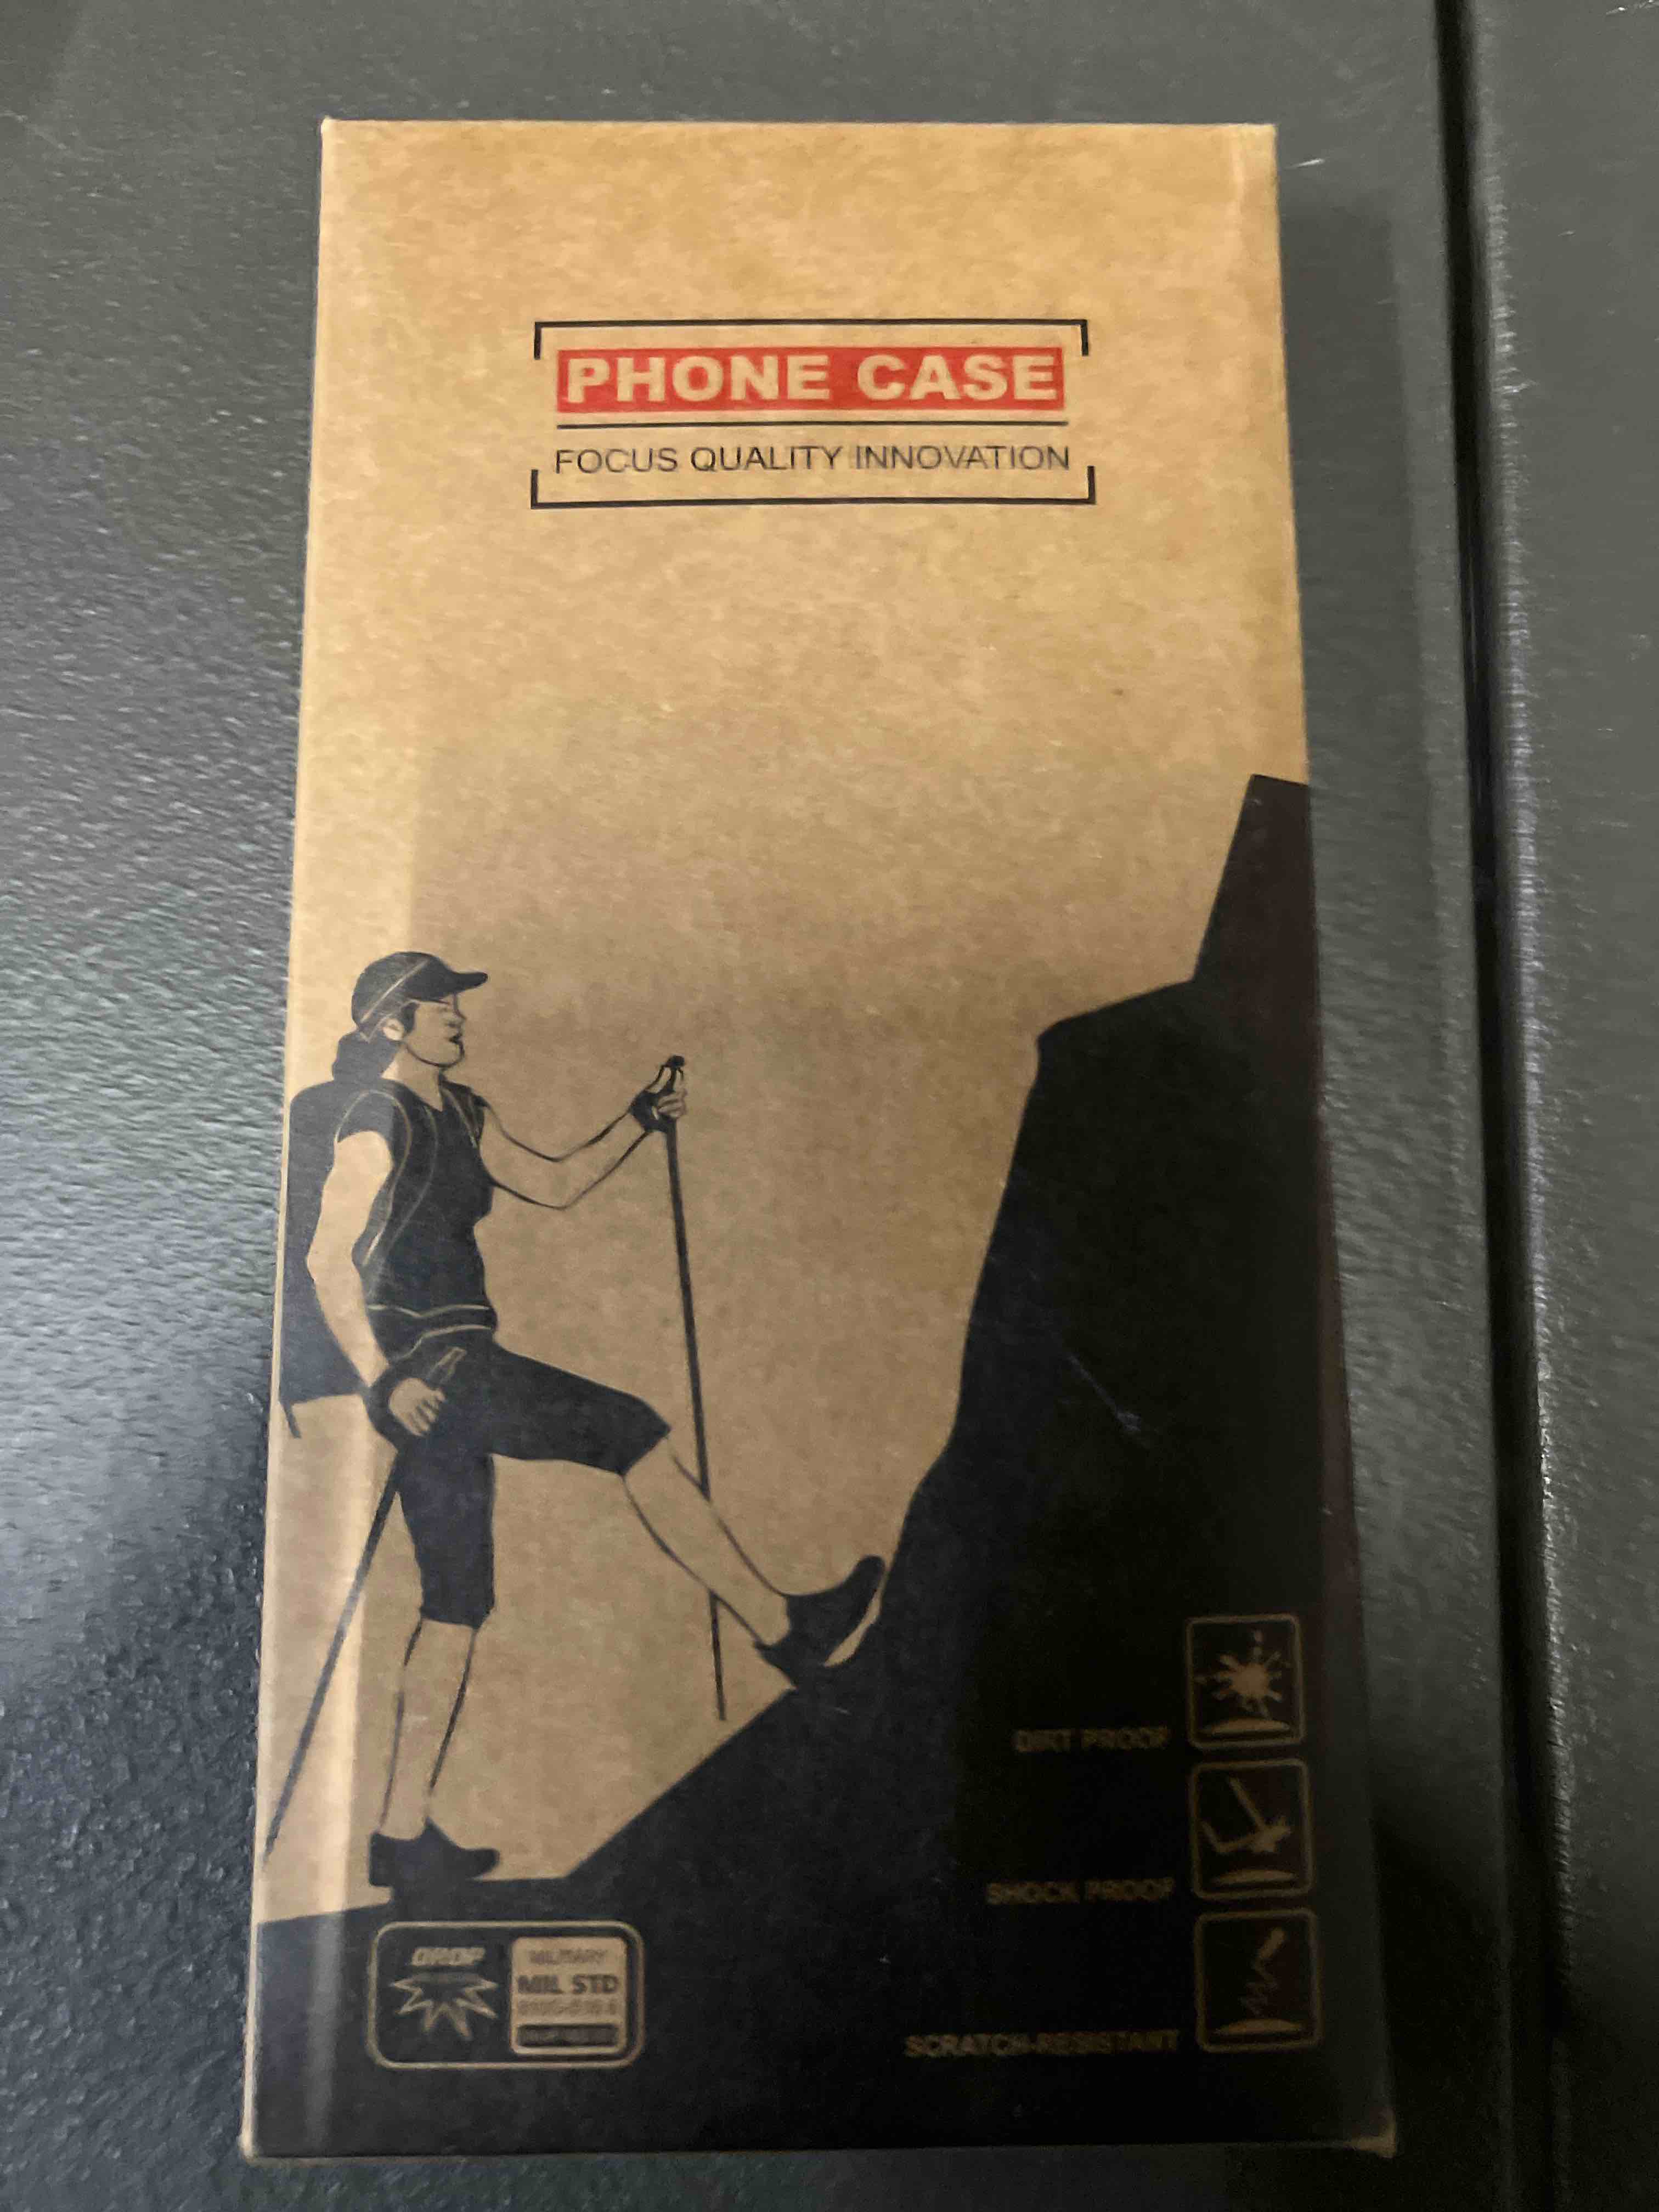 PHONE CASE
FOCUS QUALITY INNOVATION
DIRT PROOF
SHOCK PROOF
SCRATCH-RESISTANT
DROP
MILITARY
MIL STD